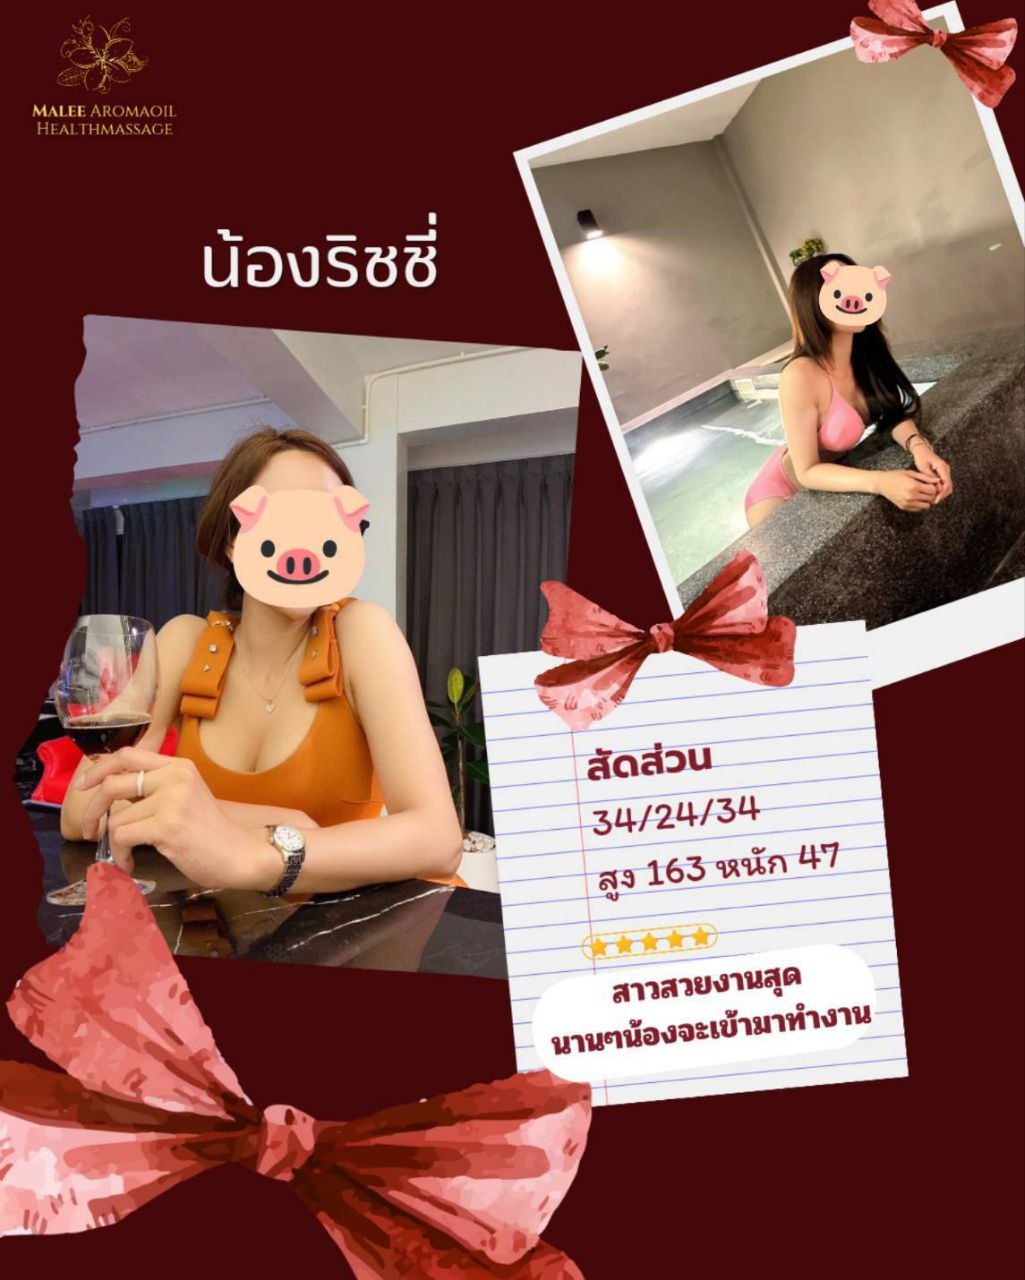 MALEE AROMAOIL
HEALTHMASSAGE
น้องริชชี่
สัดส่วน
34/24/34
สูง 163 หนัก 47
สาวสวยงานสุด
นานๆน้องจะเข้ามาทำงาน